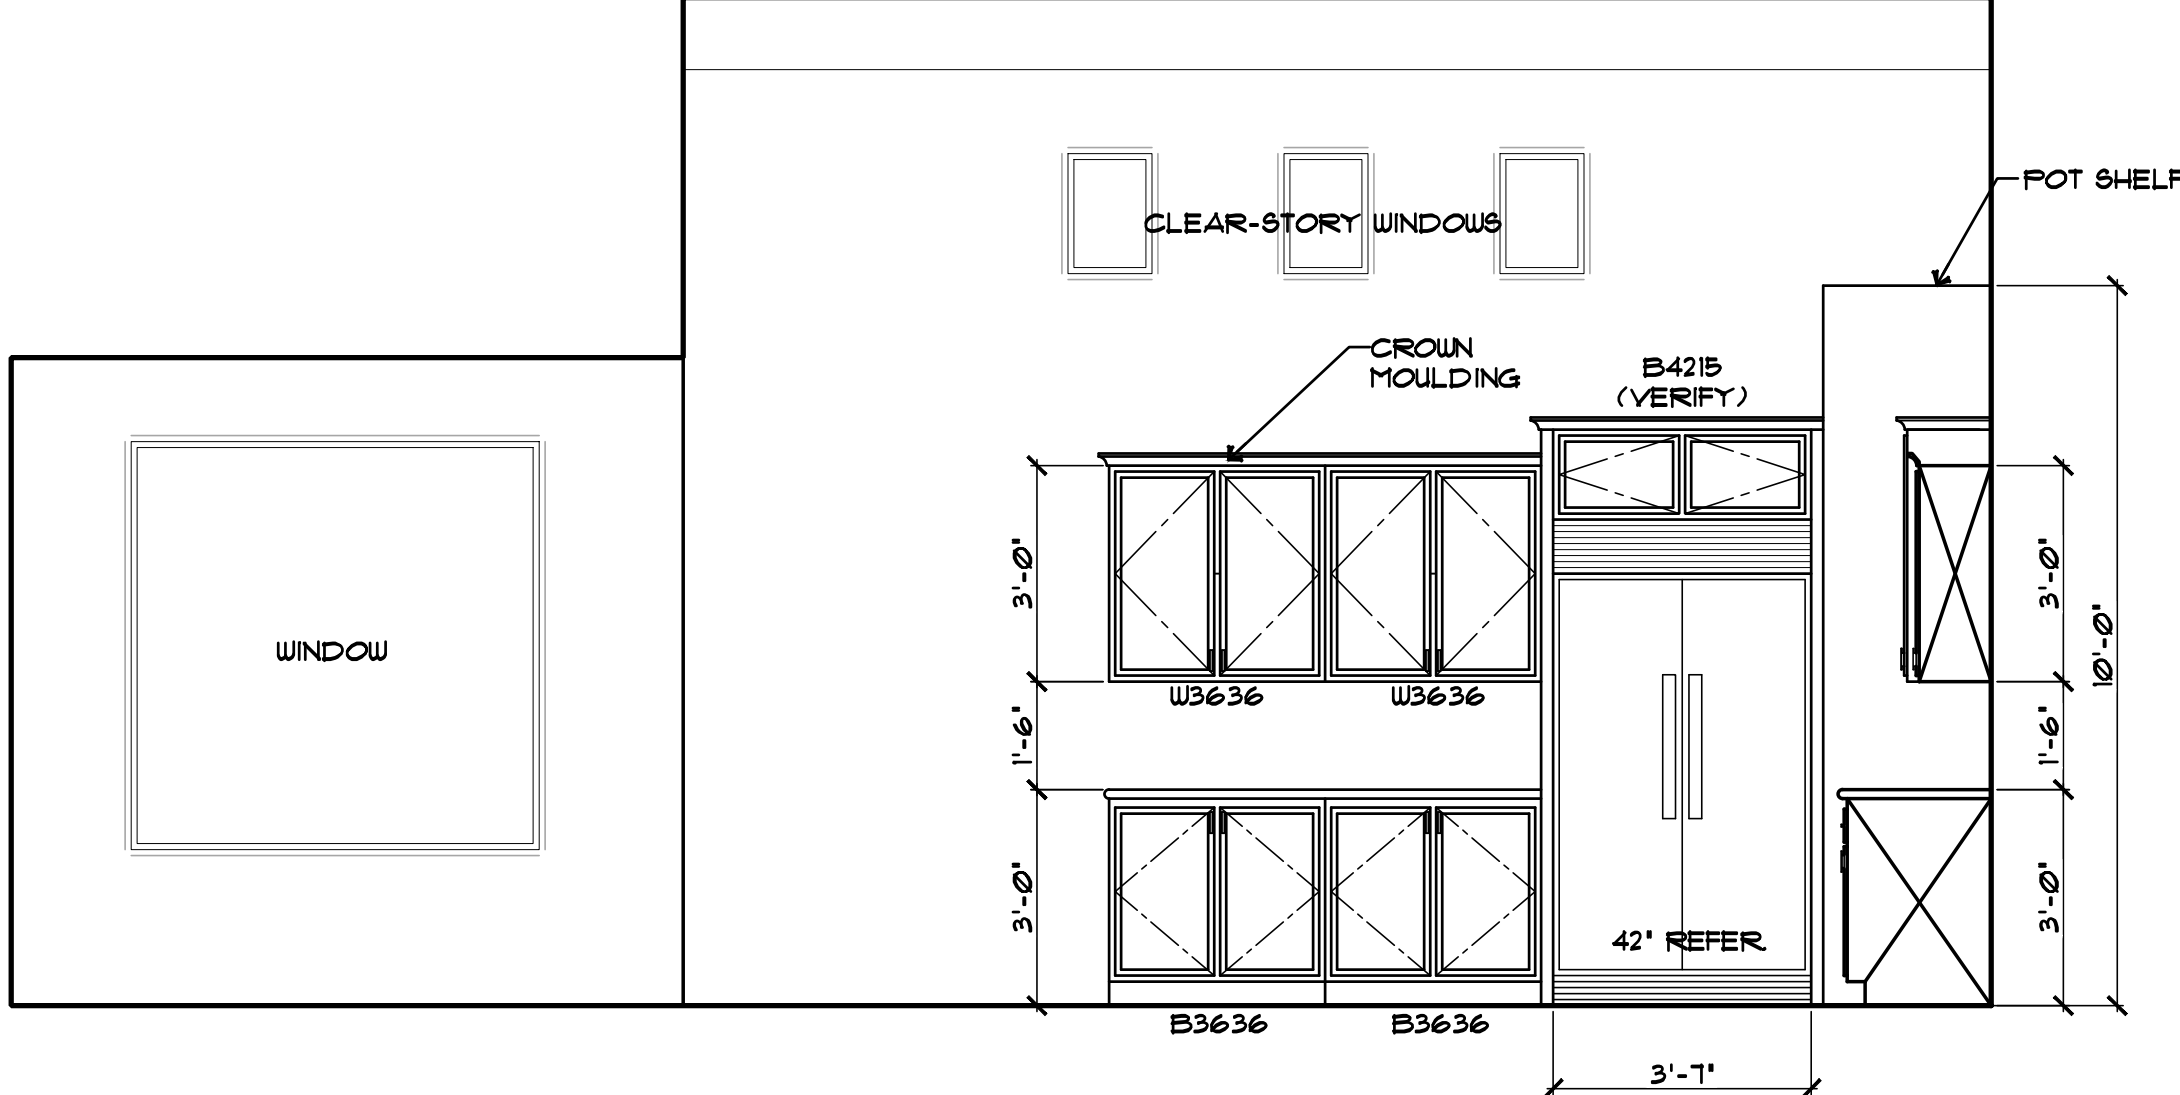 POT SHELF
CLEAR-STORY WINDOWS
CROWN
MOULDING
B4215
(VERIFY)
WINDOW
3'-0"
1'-6"
3'-0"
W3636
W3636
42" REFER.
B3636
B3636
3'-7"
3'-0"
1'-6"
3'-0"
10'-0"